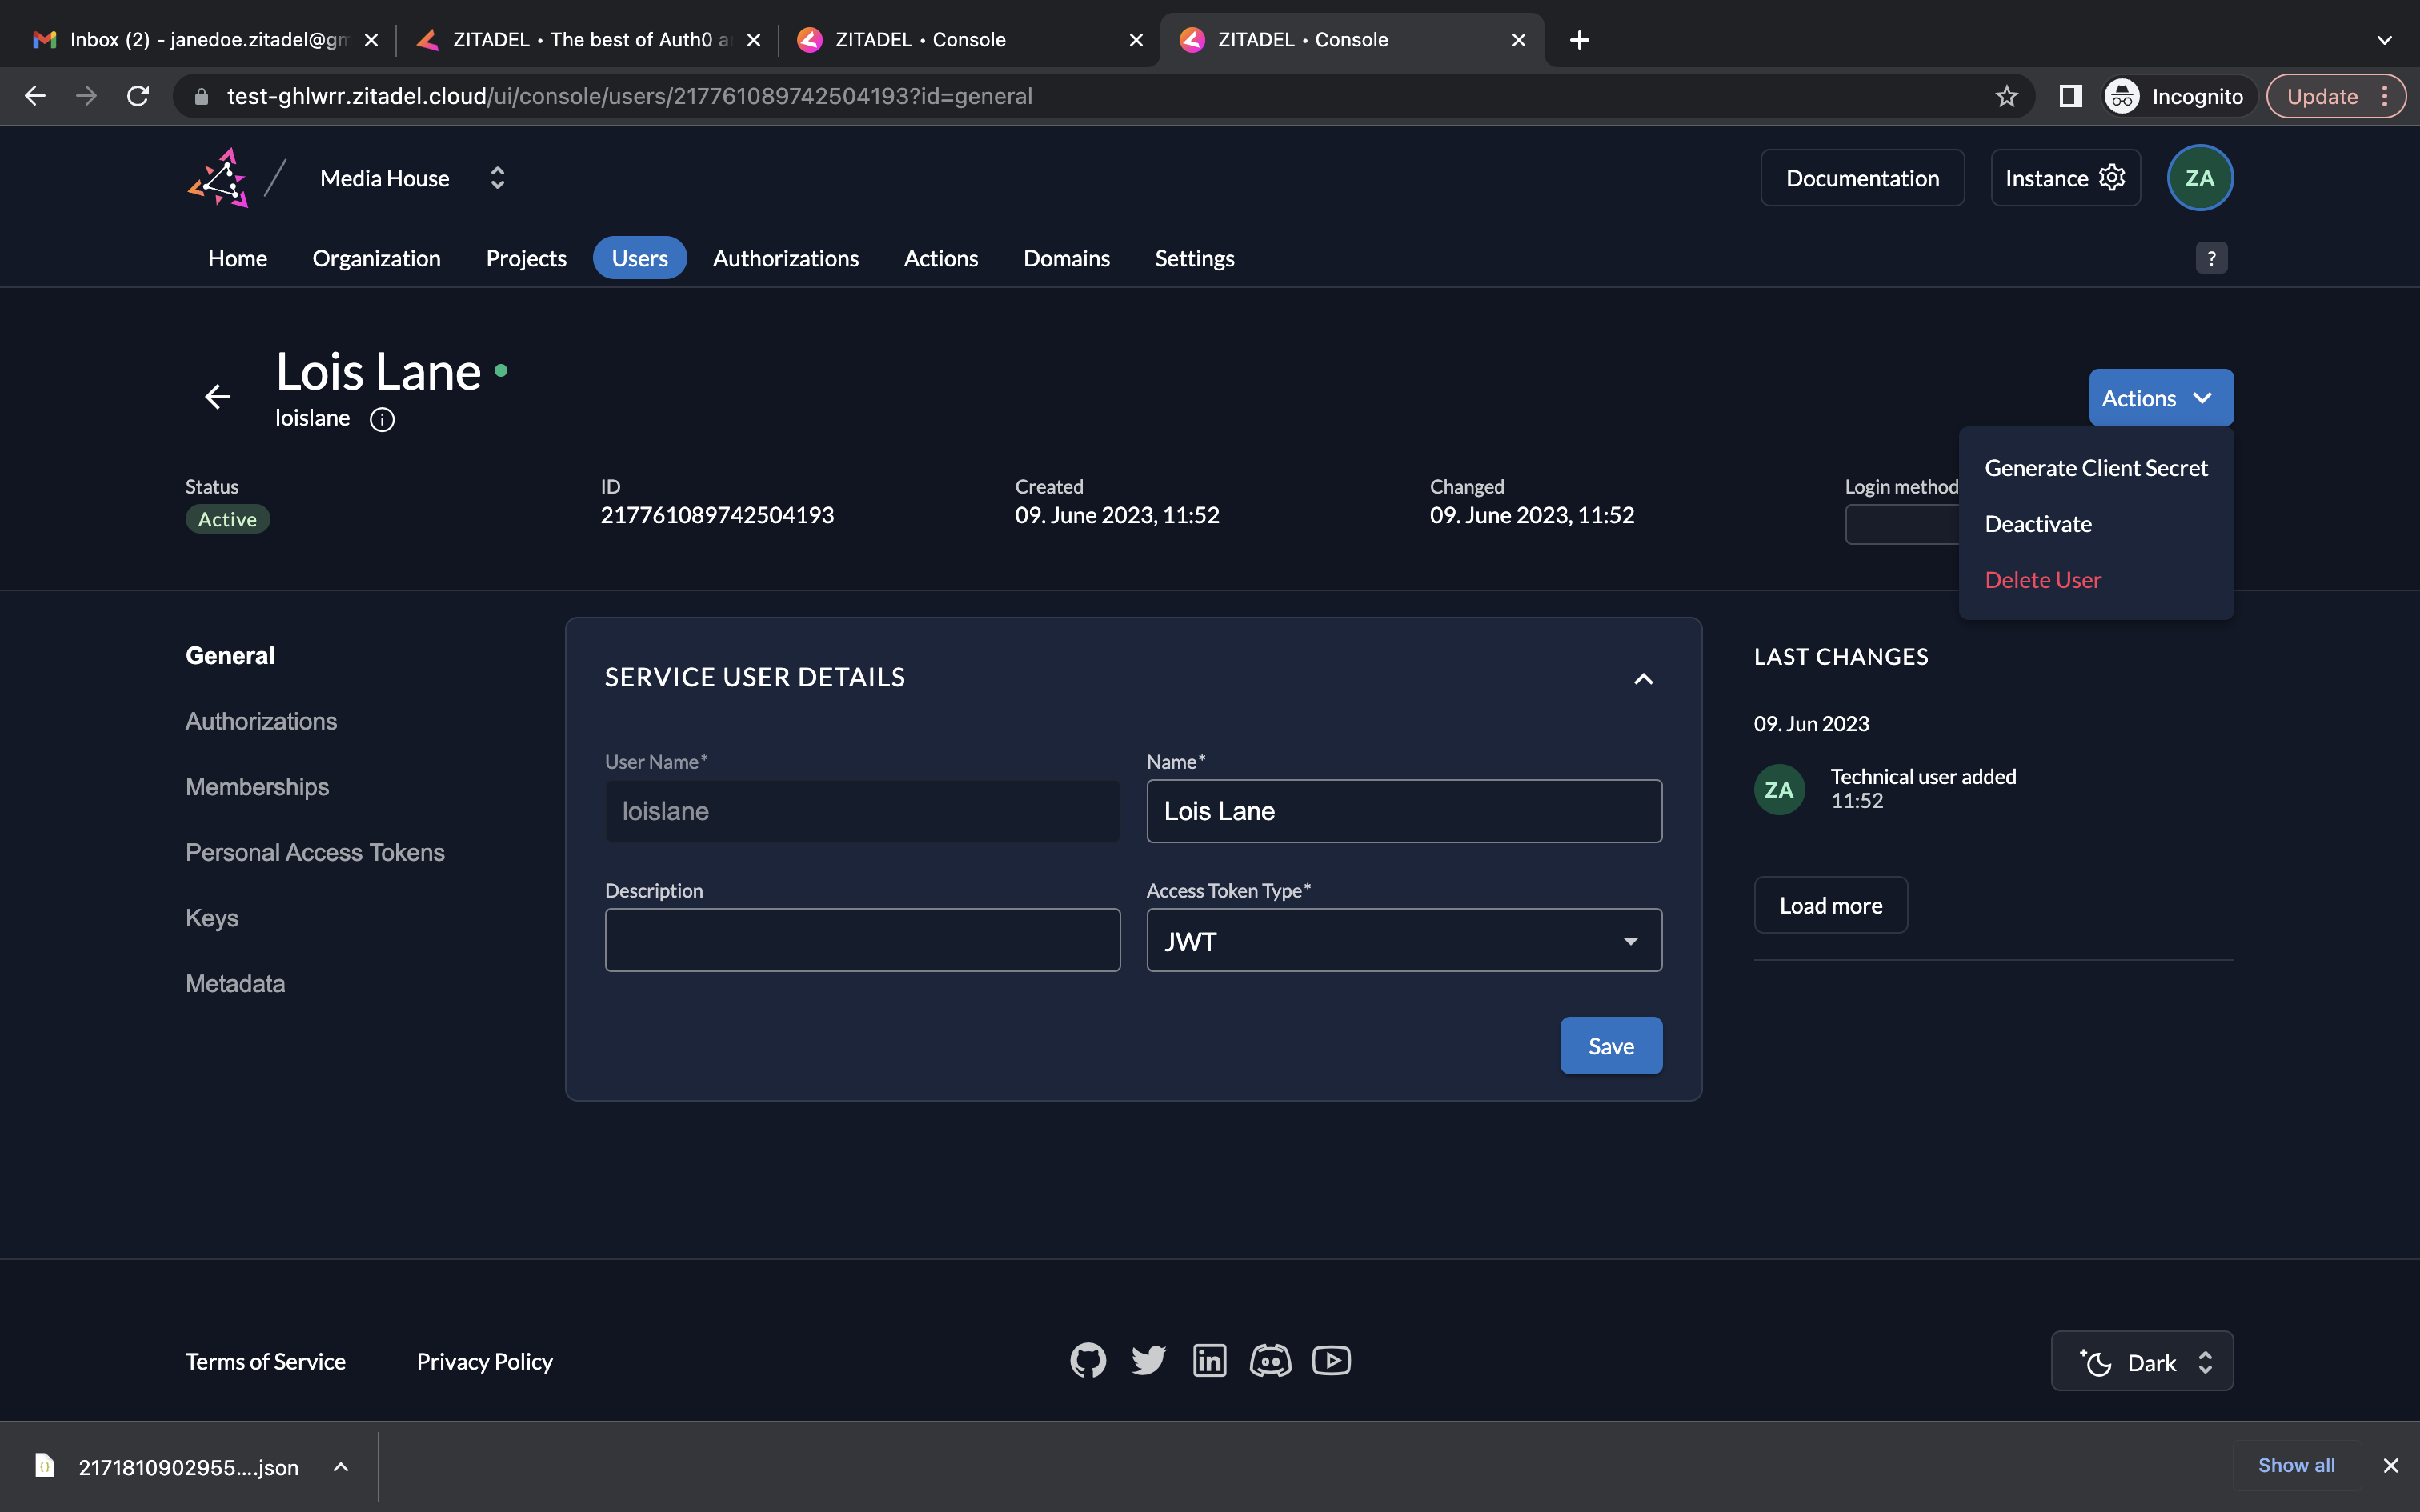 Inbox (2) - janedoe.zitadel@gm
ZITADEL • The best of Auth0 a
ZITADEL • Console
ZITADEL • Console
test-ghlwrr.zitadel.cloud/ui/console/users/217761089742504193?id=general
Incognito
Update
Media House
Documentation
Instance
ZA
Home
Organization
Projects
Users
Authorizations
Actions
Domains
Settings
?
Lois Lane
loislane
Actions
Generate Client Secret
Deactivate
Delete User
Status
Active
ID
217761089742504193
Created
09. June 2023, 11:52
Changed
09. June 2023, 11:52
Login method
General
Authorizations
Memberships
Personal Access Tokens
Keys
Metadata
SERVICE USER DETAILS
User Name*
loislane
Name*
Lois Lane
Description
Access Token Type*
JWT
Save
LAST CHANGES
09. Jun 2023
ZA
Technical user added
11:52
Load more
Terms of Service
Privacy Policy
Dark
2171810902955....json
Show all